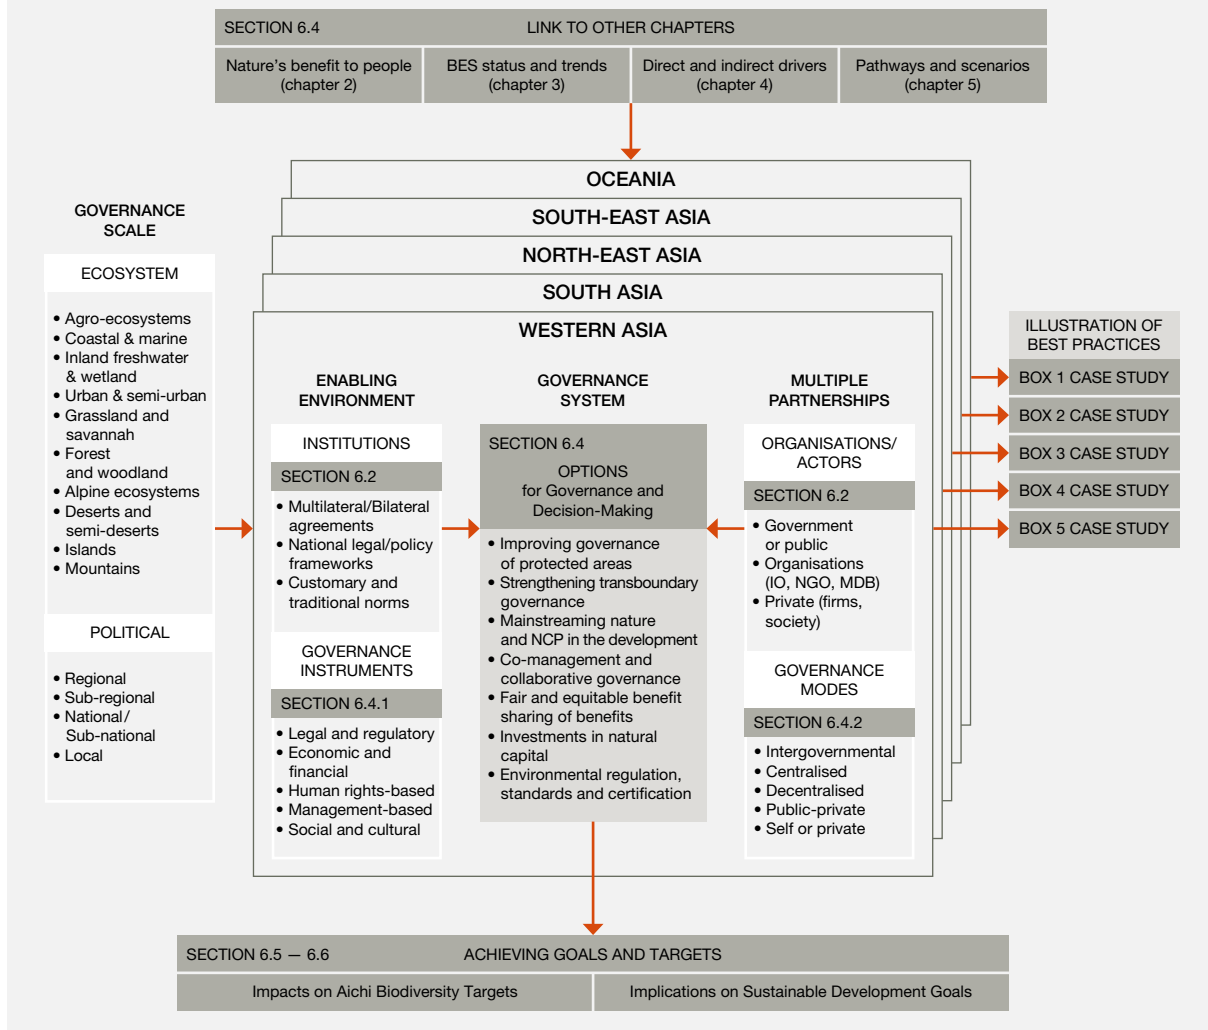 SECTION 6.4 LINK TO OTHER CHAPTERS
Nature's benefit to people
(chapter 2)
BES status and trends
(chapter 3)
Direct and indirect drivers
(chapter 4)
Pathways and scenarios
(chapter 5)
OCEANIA
SOUTH-EAST ASIA
NORTH-EAST ASIA
SOUTH ASIA
WESTERN ASIA
GOVERNANCE
SCALE
ECOSYSTEM
• Agro-ecosystems
• Coastal & marine
• Inland freshwater
& wetland
• Urban & semi-urban
• Grassland and
savannah
• Forest
and woodland
• Alpine ecosystems
• Deserts and
semi-deserts
• Islands
• Mountains
POLITICAL
• Regional
• Sub-regional
• National/
Sub-national
• Local
ENABLING
ENVIRONMENT
INSTITUTIONS
SECTION 6.2
• Multilateral/Bilateral
agreements
• National legal/policy
frameworks
• Customary and
traditional norms
GOVERNANCE
INSTRUMENTS
SECTION 6.4.1
• Legal and regulatory
• Economic and
financial
• Human rights-based
• Management-based
• Social and cultural
GOVERNANCE
SYSTEM
SECTION 6.4
OPTIONS
for Governance and
Decision-Making
• Improving governance
of protected areas
• Strengthening transboundary
governance
• Mainstreaming nature
and NCP in the development
• Co-management and
collaborative governance
• Fair and equitable benefit
sharing of benefits
• Investments in natural
capital
• Environmental regulation,
standards and certification
MULTIPLE
PARTNERSHIPS
ORGANISATIONS/
ACTORS
SECTION 6.2
• Government
or public
• Organisations
(IO, NGO, MDB)
• Private (firms,
society)
GOVERNANCE
MODES
SECTION 6.4.2
• Intergovernmental
• Centralised
• Decentralised
• Public-private
• Self or private
ILLUSTRATION OF
BEST PRACTICES
BOX 1 CASE STUDY
BOX 2 CASE STUDY
BOX 3 CASE STUDY
BOX 4 CASE STUDY
BOX 5 CASE STUDY
SECTION 6.5 — 6.6 ACHIEVING GOALS AND TARGETS
Impacts on Aichi Biodiversity Targets
Implications on Sustainable Development Goals